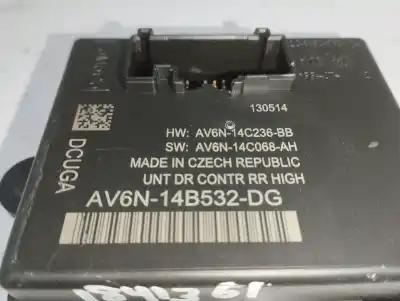 130514
HW: AV6N-14C236-BB
SW: AV6N-14C068-AH
MADE IN CZECH REPUBLIC
UNT DR CONTR RR HIGH
AV6N-14B532-DG
DCUGA